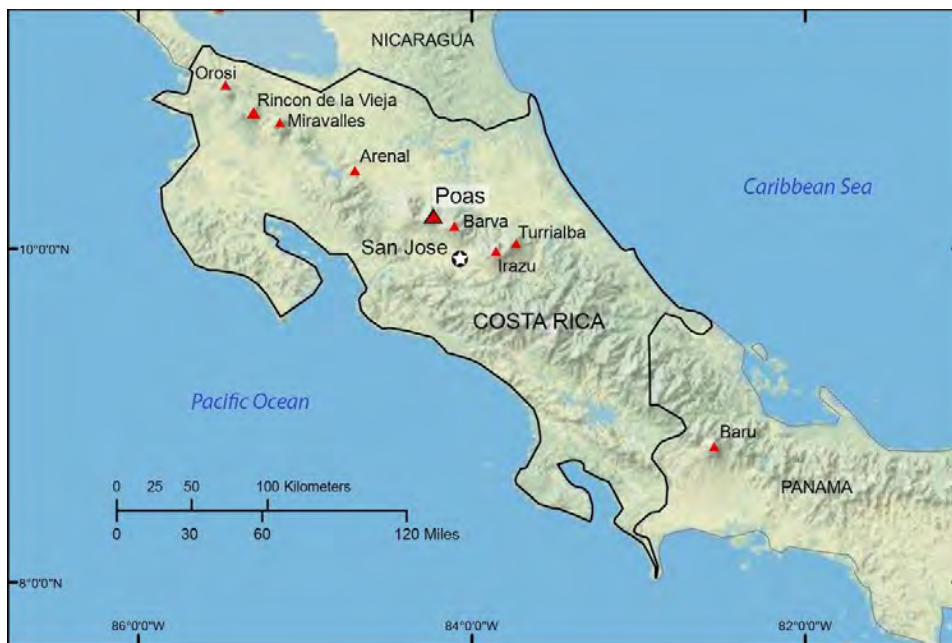 NICARAGUA
Orosi
Rincon de la Vieja
Miravalles
Arenal
Caribbean Sea
Poas
Barva
Turrialba
10°0'0"N
San Jose
Irazu
COSTA RICA
Pacific Ocean
Baru
0 25 50 100 Kilometers
PANAMA
0 30 60 120 Miles
8°0'0"N
86°0'0"W 84°0'0"W 82°0'0"W